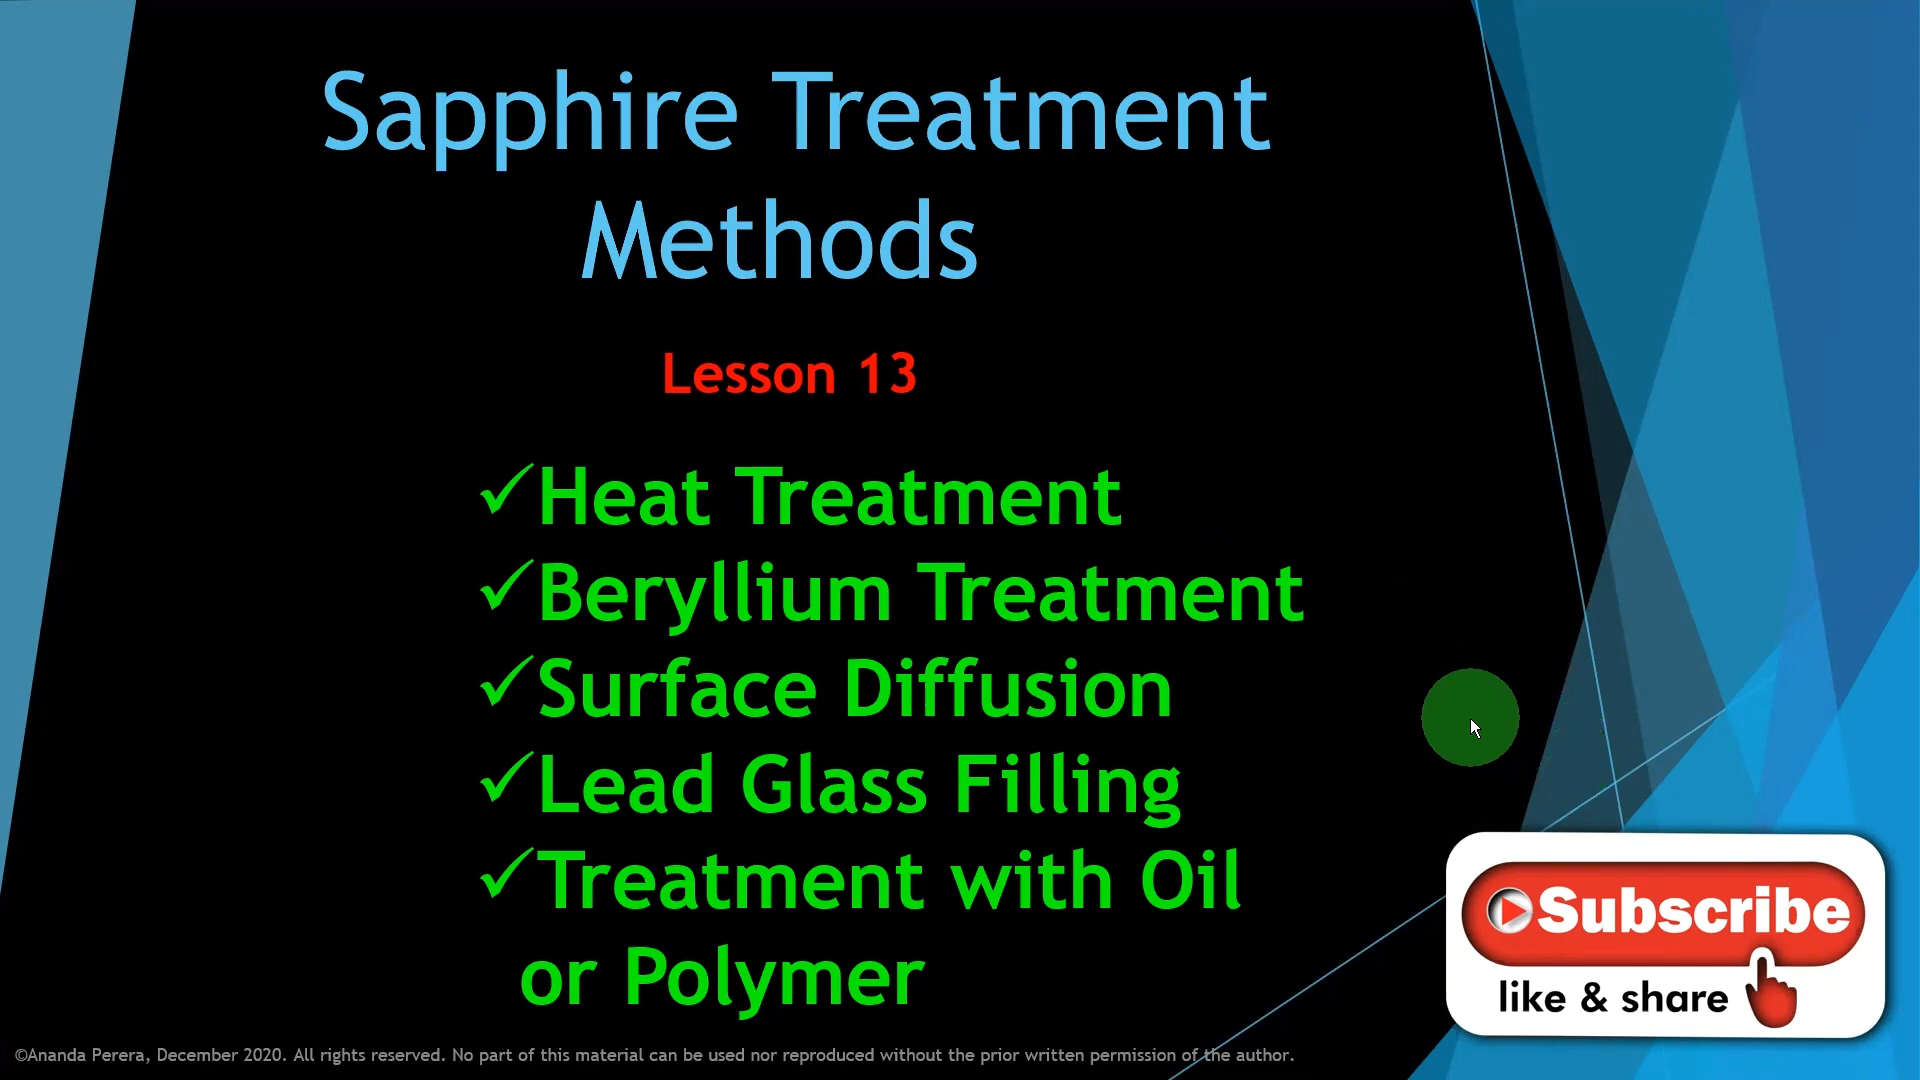 Sapphire Treatment
Methods
Lesson 13
✓Heat Treatment
✓Beryllium Treatment
✓Surface Diffusion
✓Lead Glass Filling
✓Treatment with Oil
or Polymer
Subscribe
like & share
©Ananda Perera, December 2020. All rights reserved. No part of this material can be used nor reproduced without the prior written permission of the author.